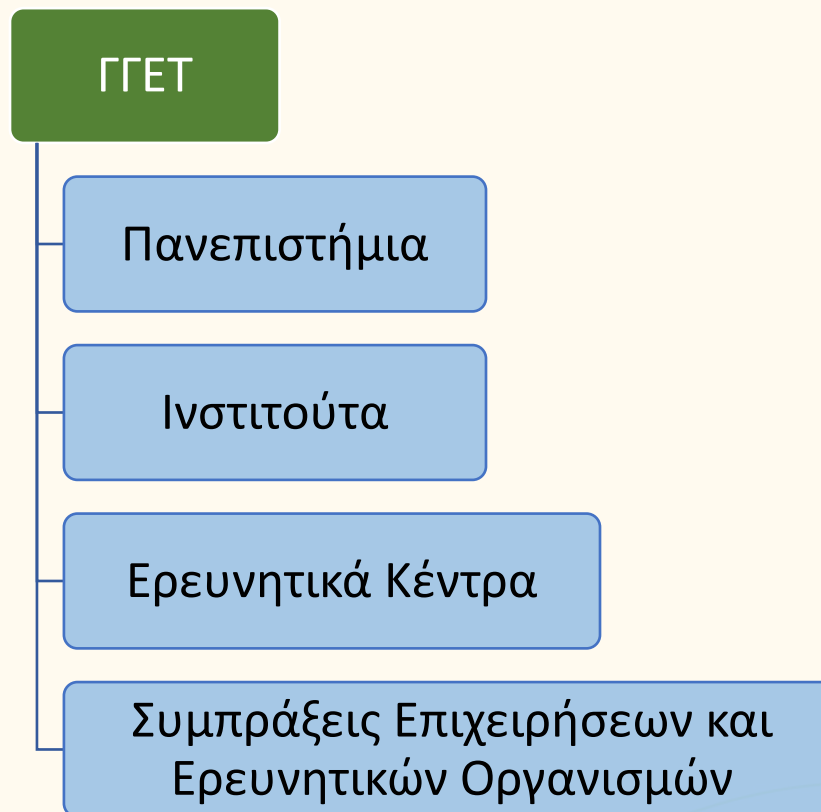 ΓΓΕΤ
Πανεπιστήμια
Ινστιτούτα
Ερευνητικά Κέντρα
Συμπράξεις Επιχειρήσεων και
Ερευνητικών Οργανισμών